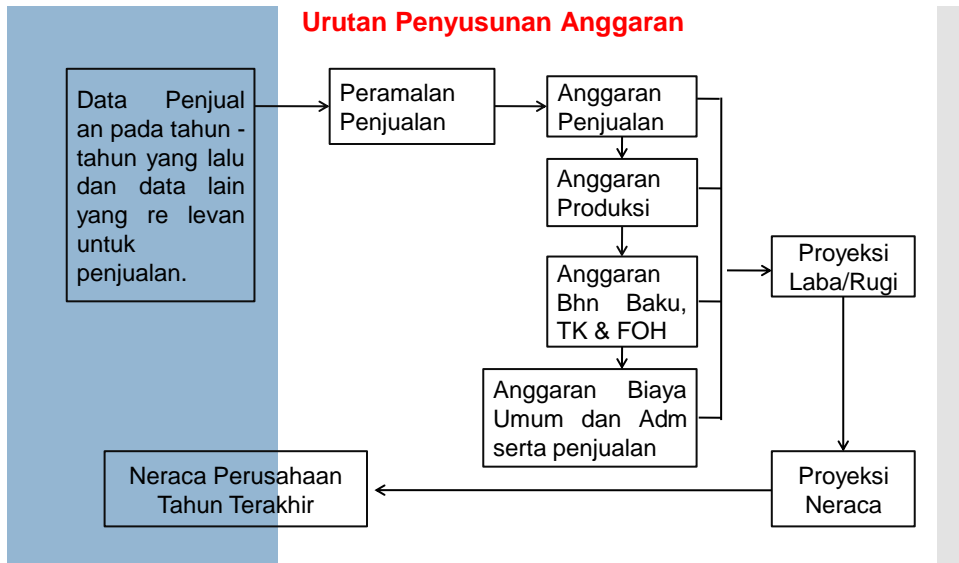 Urutan Penyusunan Anggaran
Data Penjual
an pada tahun -
tahun yang lalu
dan data lain
yang re levan
untuk
penjualan.
Peramalan
Penjualan
Anggaran
Penjualan
Anggaran
Produksi
Anggaran
Bhn Baku,
TK & FOH
Anggaran Biaya
Umum dan Adm
serta penjualan
Proyeksi
Laba/Rugi
Proyeksi
Neraca
Neraca Perusahaan
Tahun Terakhir